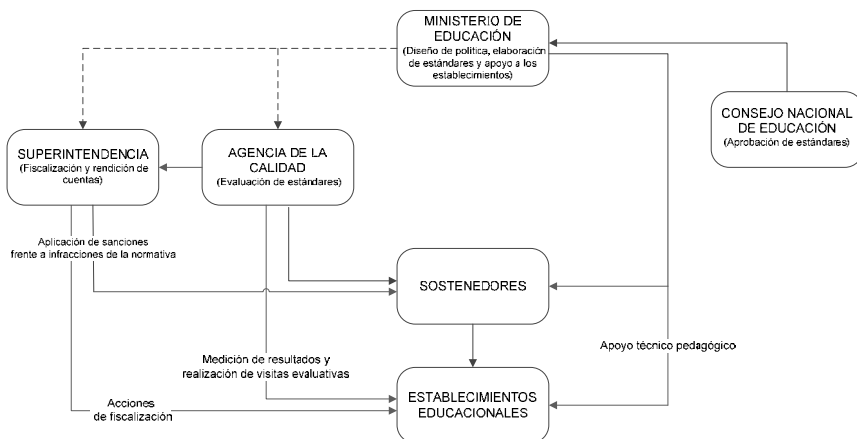 MINISTERIO DE
EDUCACIÓN
(Diseño de política, elaboración
de estándares y apoyo a los
establecimientos)
CONSEJO NACIONAL
DE EDUCACIÓN
(Aprobación de estándares)
SUPERINTENDENCIA
(Fiscalización y rendición de
cuentas)
AGENCIA DE LA
CALIDAD
(Evaluación de estándares)
Aplicación de sanciones
frente a infracciones de la normativa
SOSTENEDORES
Apoyo técnico pedagógico
Medición de resultados y
realización de visitas evaluativas
ESTABLECIMIENTOS
EDUCACIONALES
Acciones
de fiscalización